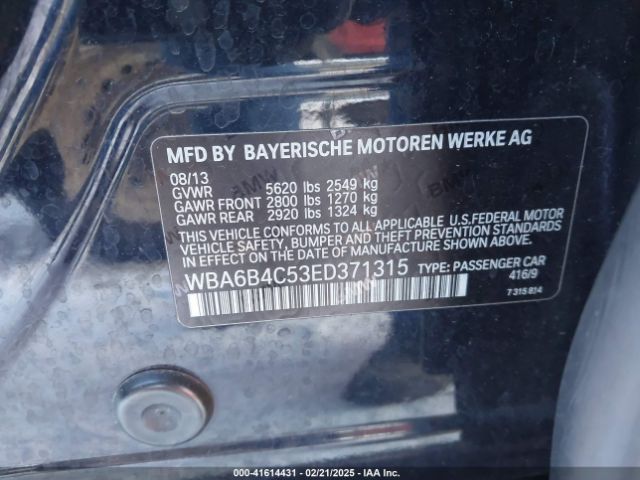 MFD BY BAYERISCHE MOTOREN WERKE AG
08/13
GVWR 5620 lbs 2549 kg
GAWR FRONT 2800 lbs 1270 kg
GAWR REAR 2920 lbs 1324 kg
THIS VEHICLE CONFORMS TO ALL APPLICABLE U.S.FEDERAL MOTOR
VEHICLE SAFETY, BUMPER AND THEFT PREVENTION STANDARDS
IN EFFECT ON THE DATE OF MANUFACTURE SHOWN ABOVE.
WBA6B4C53ED371315 TYPE: PASSENGER CAR
416/9
7 315 814
000-41614431 - 02/21/2025 - IAA Inc.